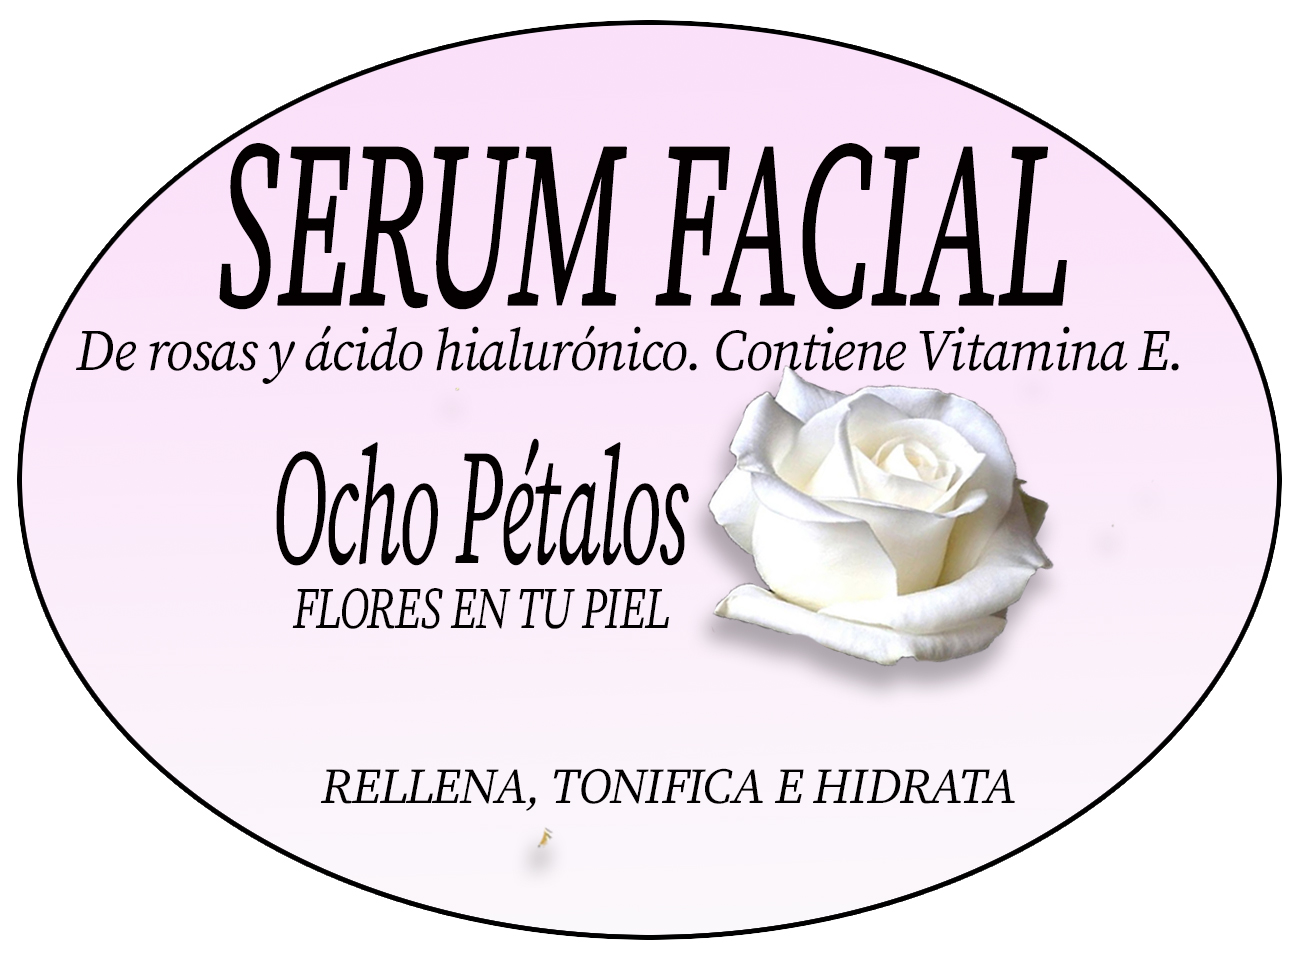 SERUM FACIAL
De rosas y ácido hialurónico. Contiene Vitamina E.
Ocho Pétalos
FLORES EN TU PIEL
RELLENA, TONIFICA E HIDRATA